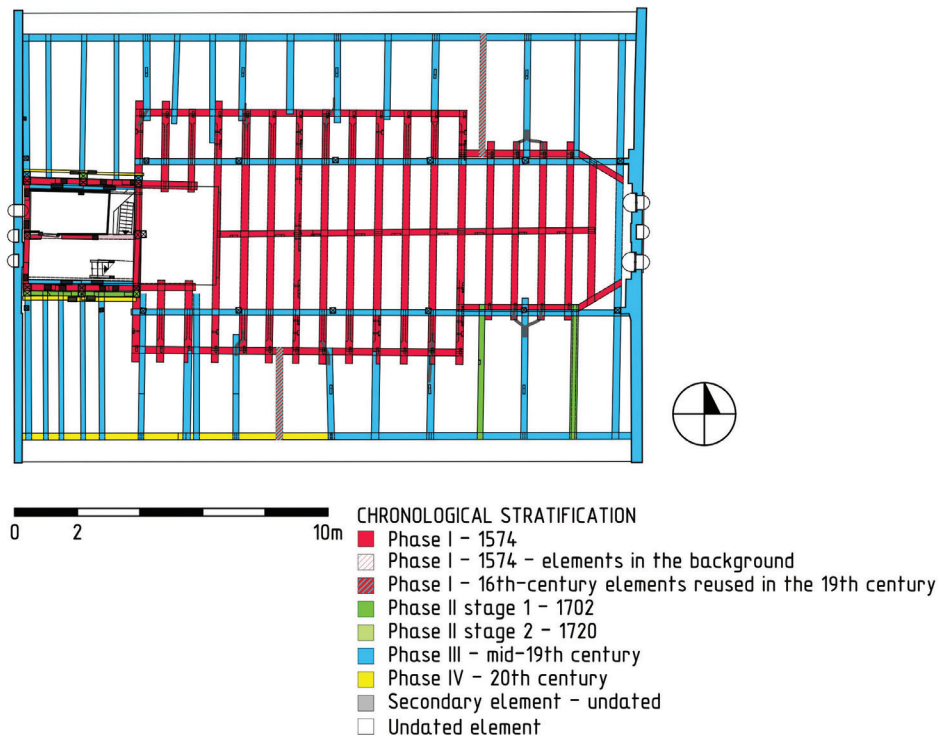 0 2 10m
CHRONOLOGICAL STRATIFICATION
Phase I - 1574
Phase I - 1574 - elements in the background
Phase I - 16th-century elements reused in the 19th century
Phase II stage 1 - 1702
Phase II stage 2 - 1720
Phase III - mid-19th century
Phase IV - 20th century
Secondary element - undated
Undated element